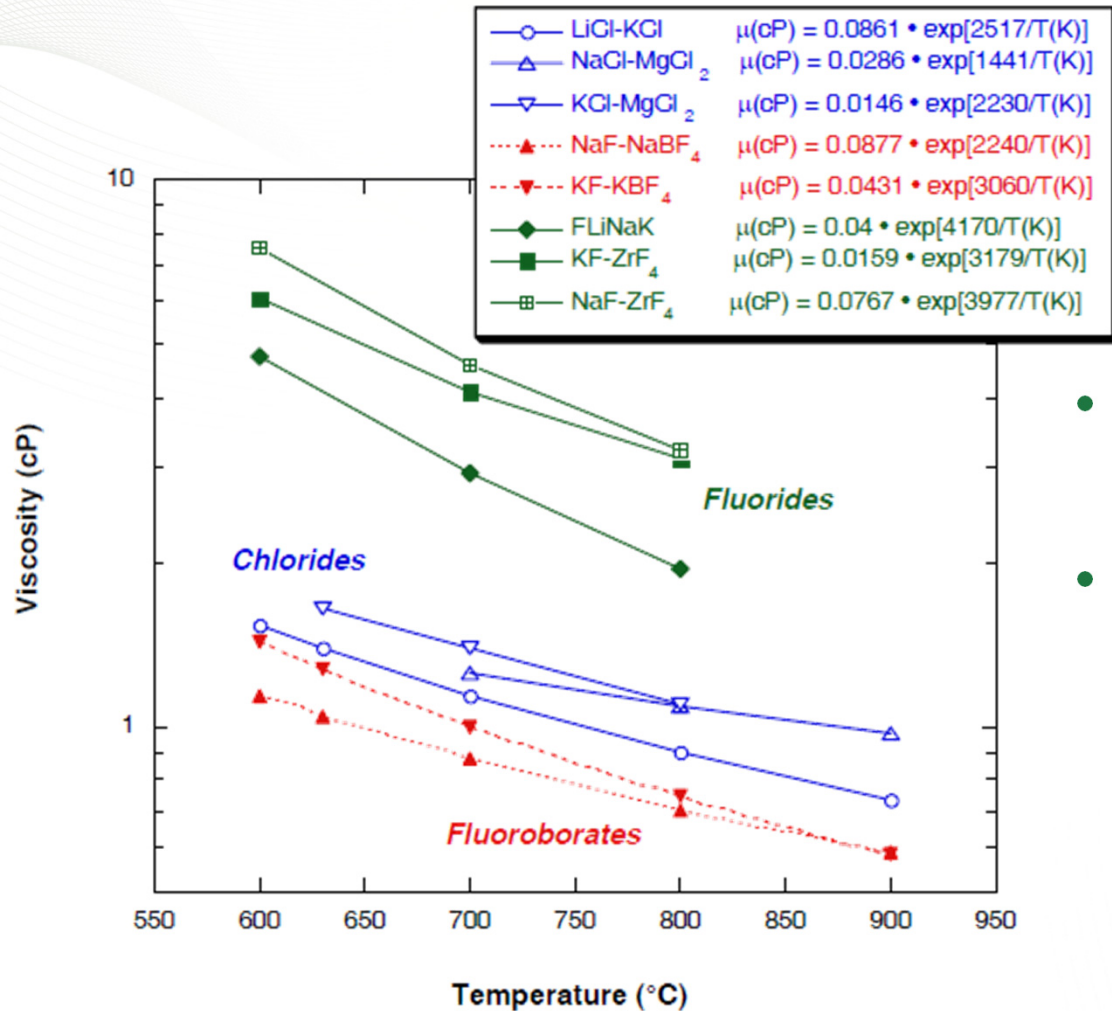 LiCl-KCl μ(cP) = 0.0861 • exp[2517/T(K)]
NaCl-MgCl₂ μ(cP) = 0.0286 • exp[1441/T(K)]
KCl-MgCl₂ μ(cP) = 0.0146 • exp[2230/T(K)]
NaF-NaBF₄ μ(cP) = 0.0877 • exp[2240/T(K)]
KF-KBF₄ μ(cP) = 0.0431 • exp[3060/T(K)]
FLiNaK μ(cP) = 0.04 • exp[4170/T(K)]
KF-ZrF₄ μ(cP) = 0.0159 • exp[3179/T(K)]
NaF-ZrF₄ μ(cP) = 0.0767 • exp[3977/T(K)]
10
Viscosity (cP)
Fluorides
Chlorides
1
Fluoroborates
550 600 650 700 750 800 850 900 950
Temperature (°C)